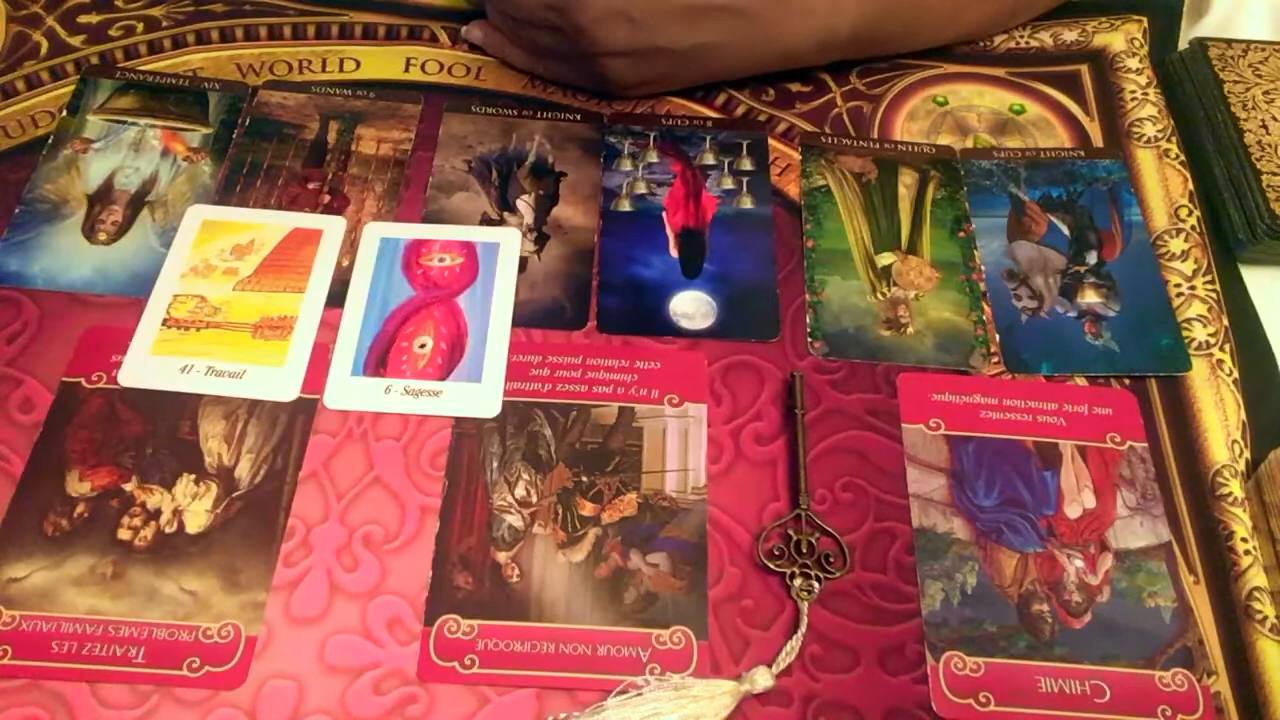 WORLD FOOL
XIV · TEMPERANCE
9 OF WANDS
KNIGHT OF SWORDS
8 OF CUPS
QUEEN OF PENTACLES
KNIGHT OF CUPS
41 - Travail
6 - Sagesse
Il n'y a pas assez d'attrait
chimique pour que
cette relation puisse durer
Vous ressentez
une forte attraction magnétique.
TRAITEZ LES
PROBLÈMES FAMILIAUX
AMOUR NON RÉCIPROQUE
CHIMIE